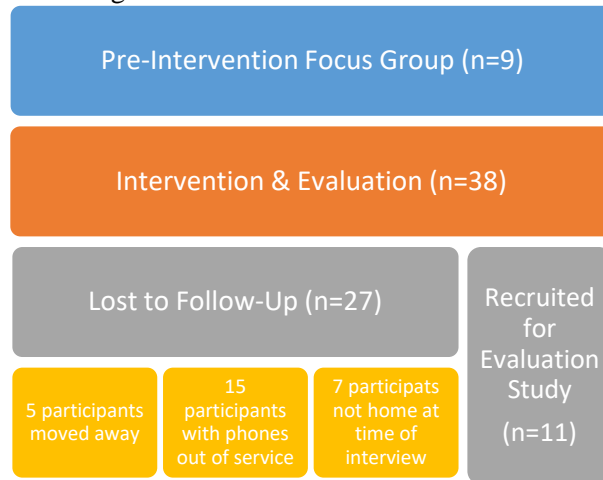 Pre-Intervention Focus Group (n=9)
Intervention & Evaluation (n=38)
Lost to Follow-Up (n=27)
Recruited
for
Evaluation
Study
(n=11)
5 participants
moved away
15
participants
with phones
out of service
7 participats
not home at
time of
interview